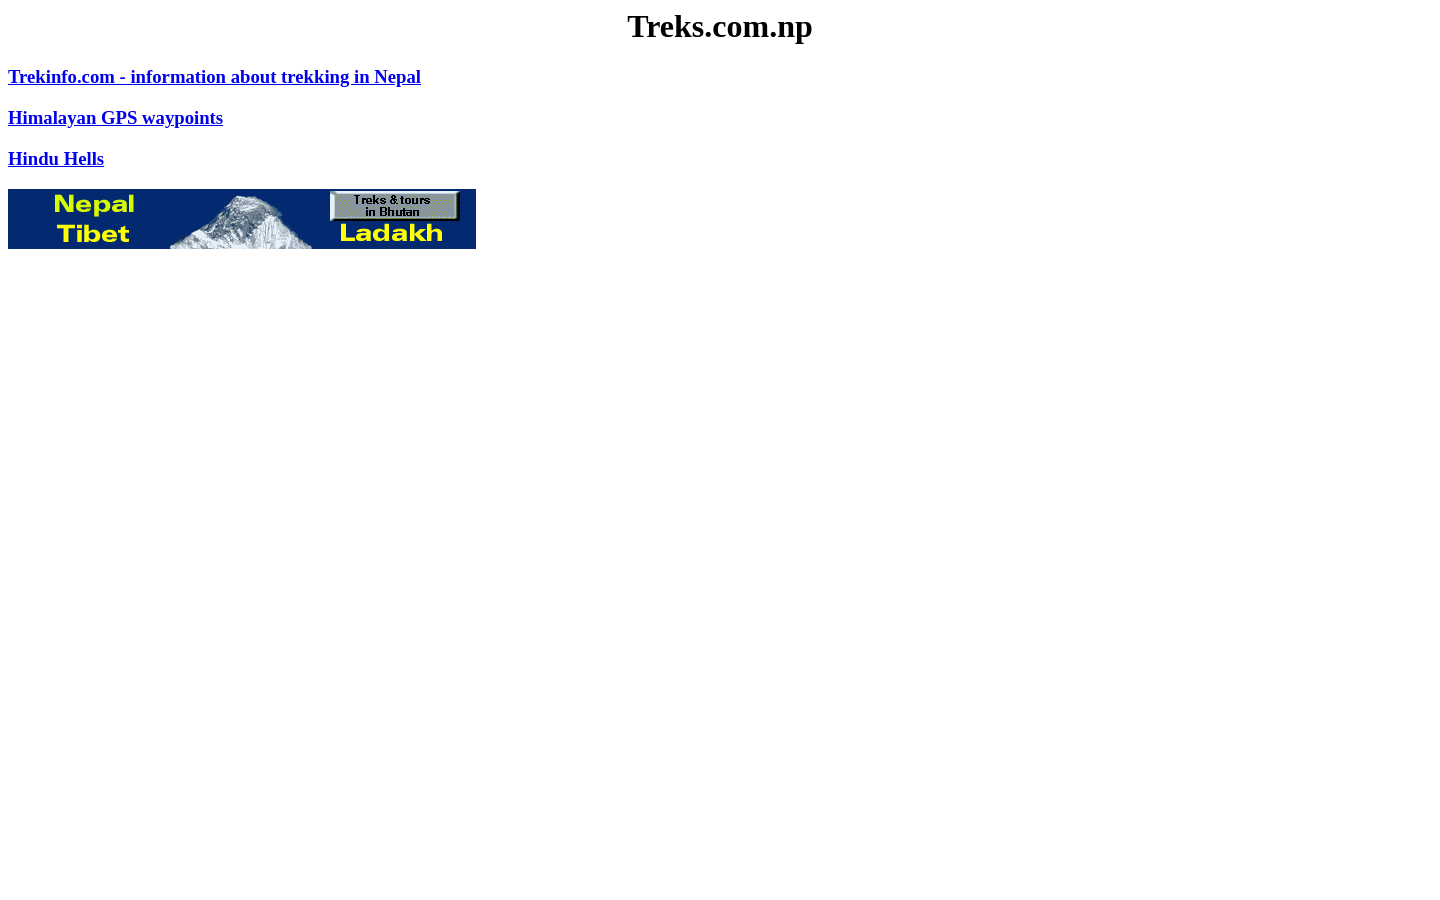 Treks.com.np
Trekinfo.com - information about trekking in Nepal
Himalayan GPS waypoints
Hindu Hells
Nepal
Tibet
Treks & tours
in Bhutan
Ladakh